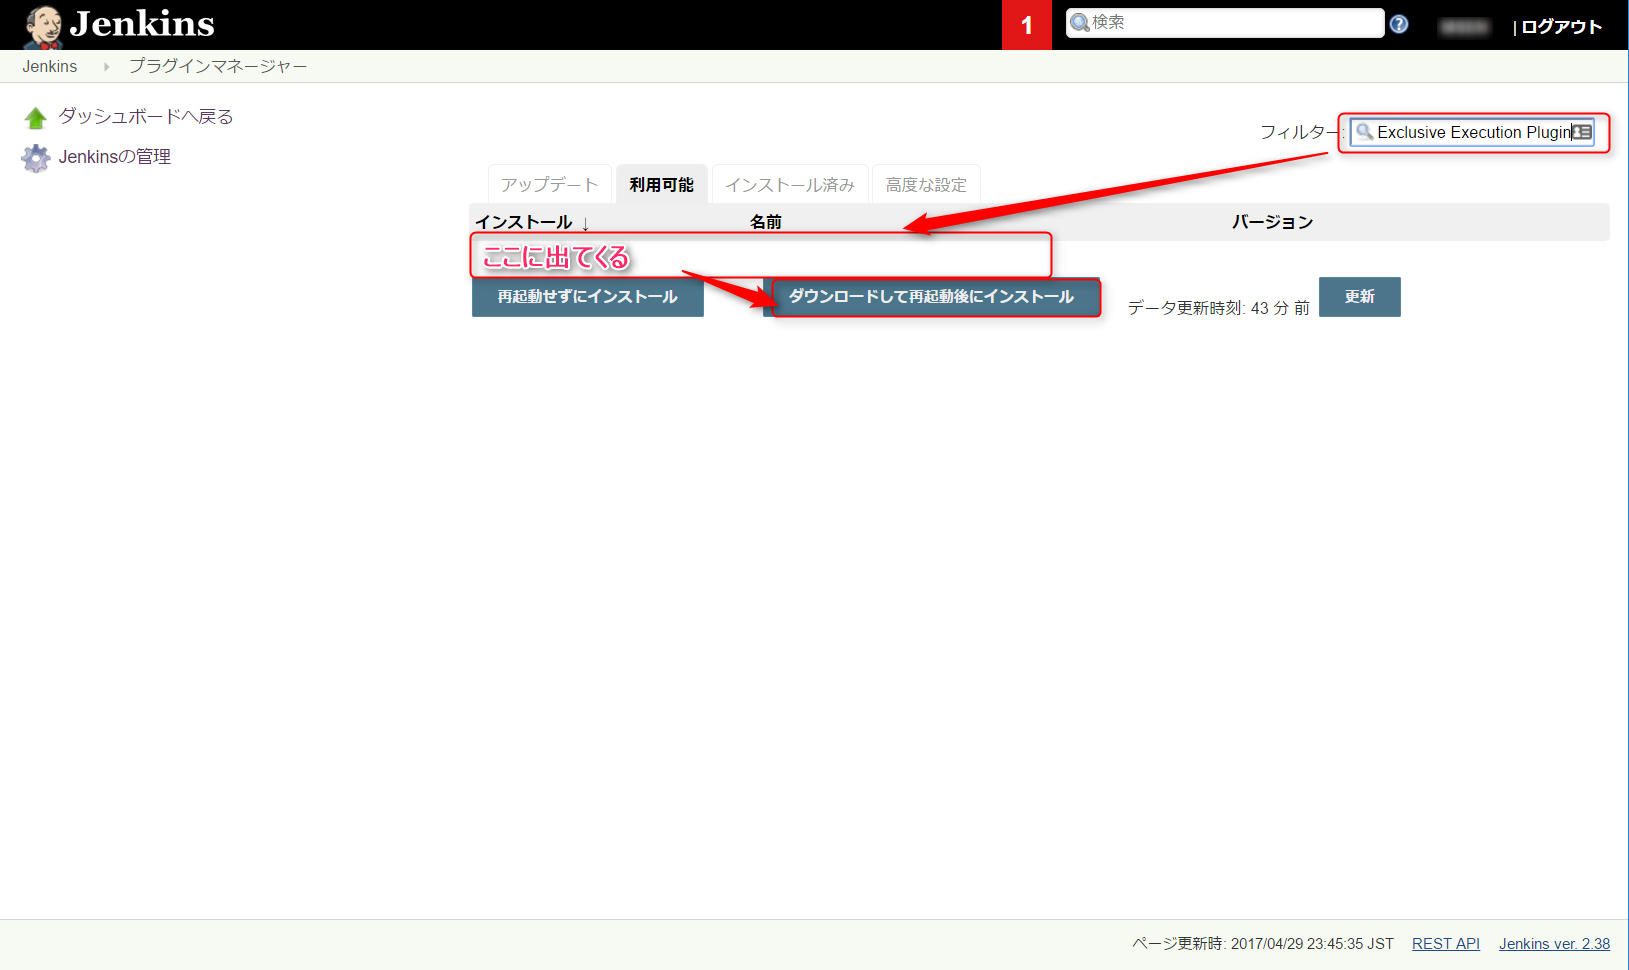 Jenkins
1
検索
| ログアウト
Jenkins
プラグインマネージャー
ダッシュボードへ戻る
Jenkinsの管理
フィルター:
Exclusive Execution Plugin
アップデート
利用可能
インストール済み
高度な設定
インストール ↓
名前
バージョン
ここに出てくる
再起動せずにインストール
ダウンロードして再起動後にインストール
データ更新時刻: 43 分 前
更新
ページ更新時: 2017/04/29 23:45:35 JST
REST API
Jenkins ver. 2.38